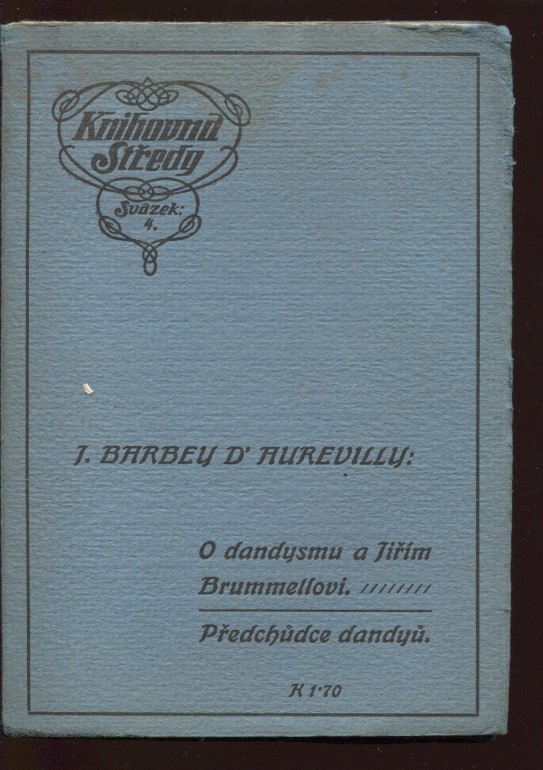 Knihovna
Středy
Svazek:
4.
J. BARBEY D' AUREVILLY:
O dandysmu a Jiřím
Brummellovi. ////////
Předchůdce dandyů.
K 1·70